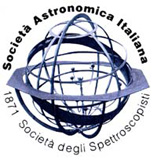 Società Astronomica Italiana
1871 Società degli Spettroscopisti